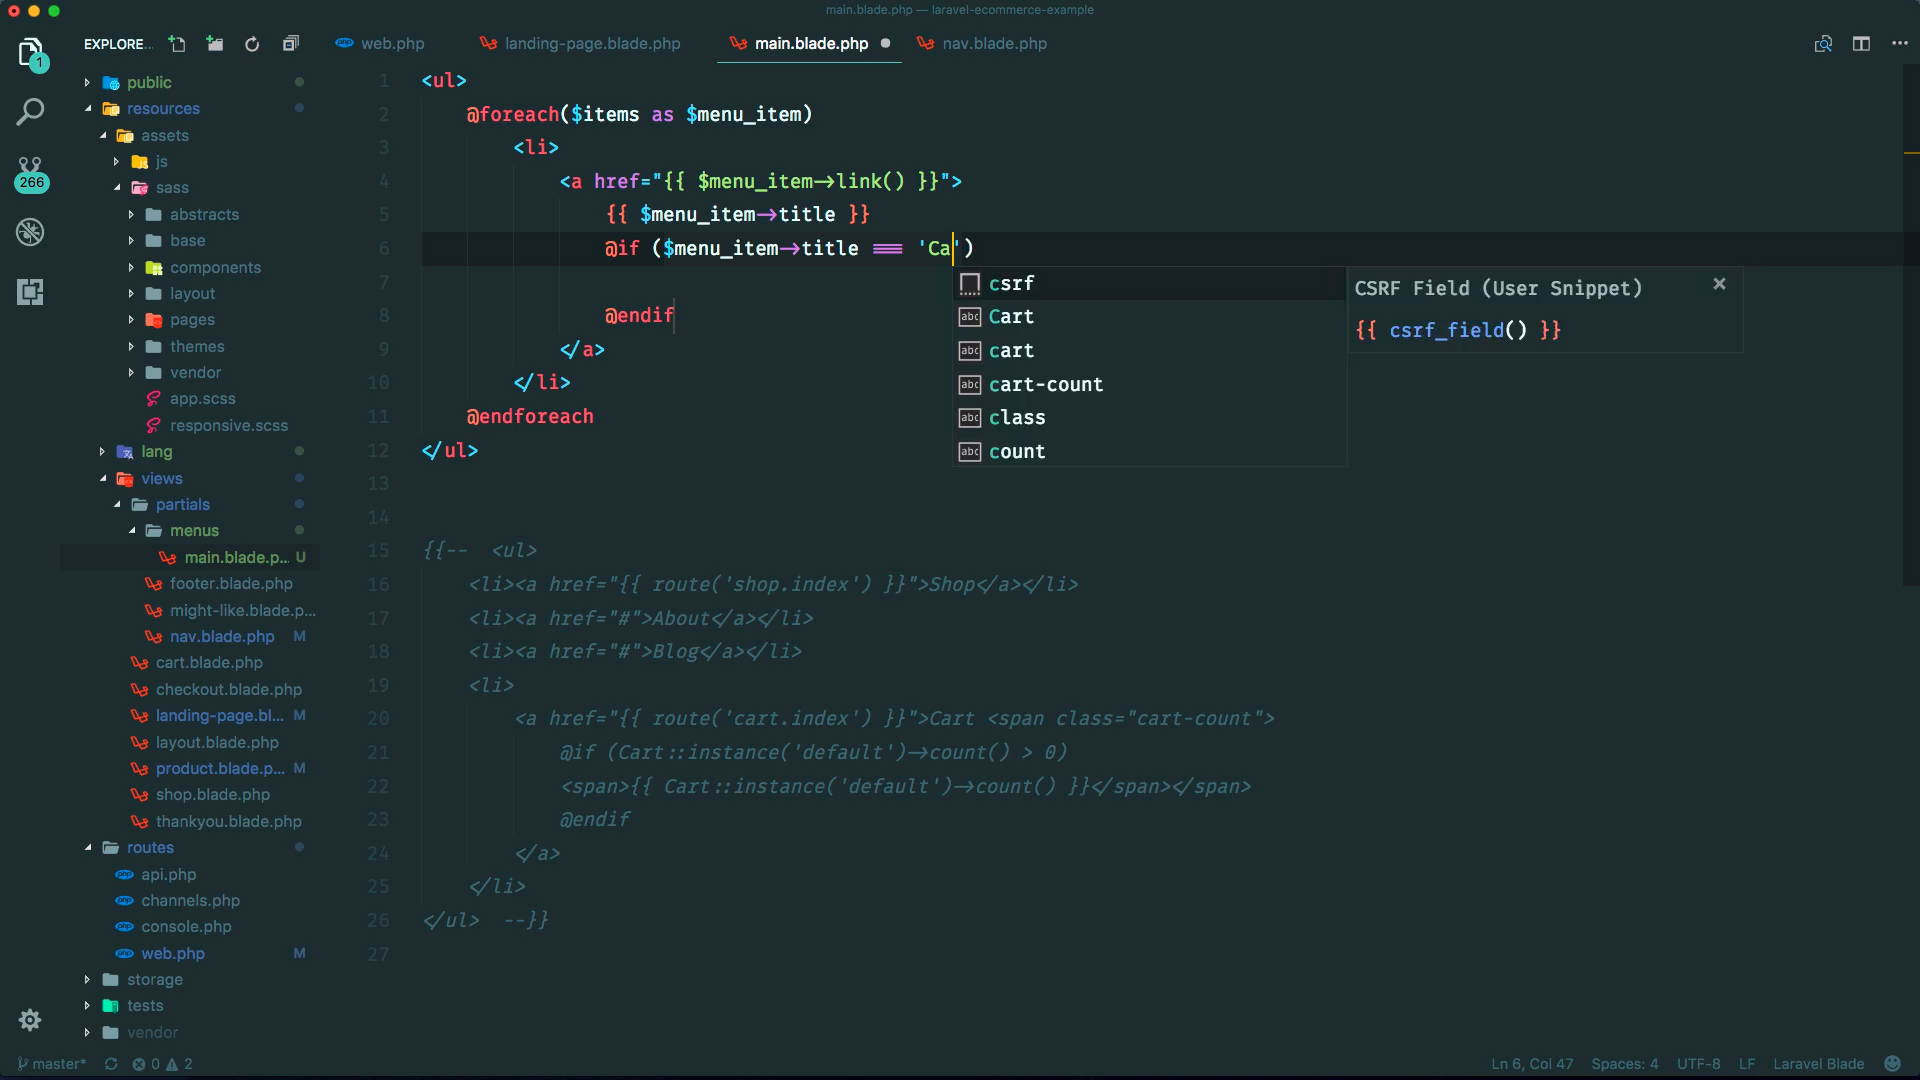 main.blade.php — laravel-ecommerce-example
EXPLORE...
web.php
landing-page.blade.php
main.blade.php
nav.blade.php
1
266
public
resources
assets
js
sass
abstracts
base
components
layout
pages
themes
vendor
app.scss
responsive.scss
lang
views
partials
menus
main.blade.p... U
footer.blade.php
might-like.blade.p...
nav.blade.php M
cart.blade.php
checkout.blade.php
landing-page.bl... M
layout.blade.php
product.blade.p... M
shop.blade.php
thankyou.blade.php
routes
api.php
channels.php
console.php
web.php M
storage
tests
vendor
1 <ul>
2 @foreach($items as $menu_item)
3 <li>
4 <a href="{{ $menu_item->link() }}">
5 {{ $menu_item->title }}
6 @if ($menu_item->title === 'Ca')
7
8 @endif
9 </a>
10 </li>
11 @endforeach
12 </ul>
13
14
15 {{-- <ul>
16 <li><a href="{{ route('shop.index') }}">Shop</a></li>
17 <li><a href="#">About</a></li>
18 <li><a href="#">Blog</a></li>
19 <li>
20 <a href="{{ route('cart.index') }}">Cart <span class="cart-count">
21 @if (Cart::instance('default')->count() > 0)
22 <span>{{ Cart::instance('default')->count() }}</span></span>
23 @endif
24 </a>
25 </li>
26 </ul> --}}
27
csrf
abc Cart
abc cart
abc cart-count
abc class
abc count
CSRF Field (User Snippet)
{{ csrf_field() }}
master* 0 2
Ln 6, Col 47 Spaces: 4 UTF-8 LF Laravel Blade